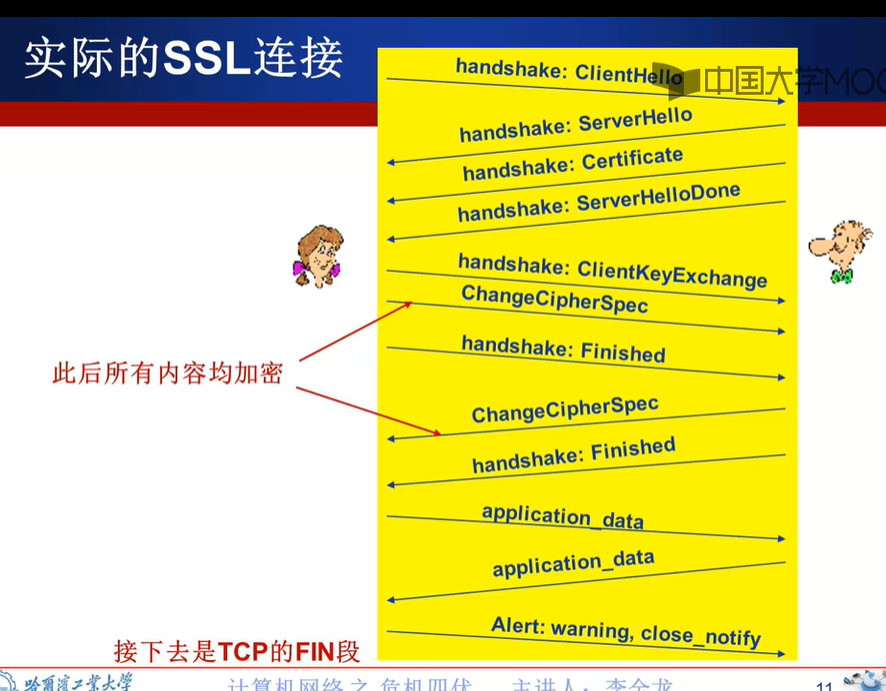 实际的SSL连接
handshake: ClientHello
中国大学MOO
handshake: ServerHello
handshake: Certificate
handshake: ServerHelloDone
handshake: ClientKeyExchange
ChangeCipherSpec
handshake: Finished
此后所有内容均加密
ChangeCipherSpec
handshake: Finished
application_data
application_data
Alert: warning, close_notify
接下去是TCP的FIN段
哈爾濱工業大學
计算机网络之 危机四伏 主讲人：李全龙
11